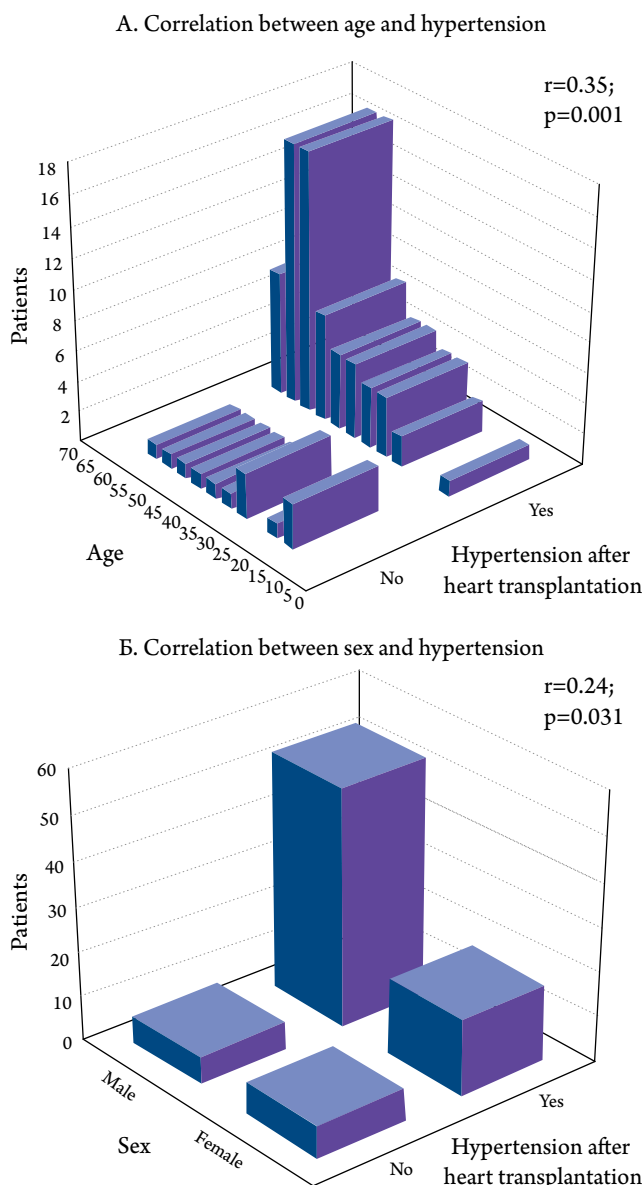 A. Correlation between age and hypertension
r=0.35;
p=0.001
18
16
14
12
10
8
6
4
2
Patients
70
65
60
55
50
45
40
35
30
25
20
15
10
5
0
Age
No
Yes
Hypertension after
heart transplantation
Б. Correlation between sex and hypertension
r=0.24;
p=0.031
60
50
40
30
20
10
0
Patients
Male
Female
Sex
No
Yes
Hypertension after
heart transplantation